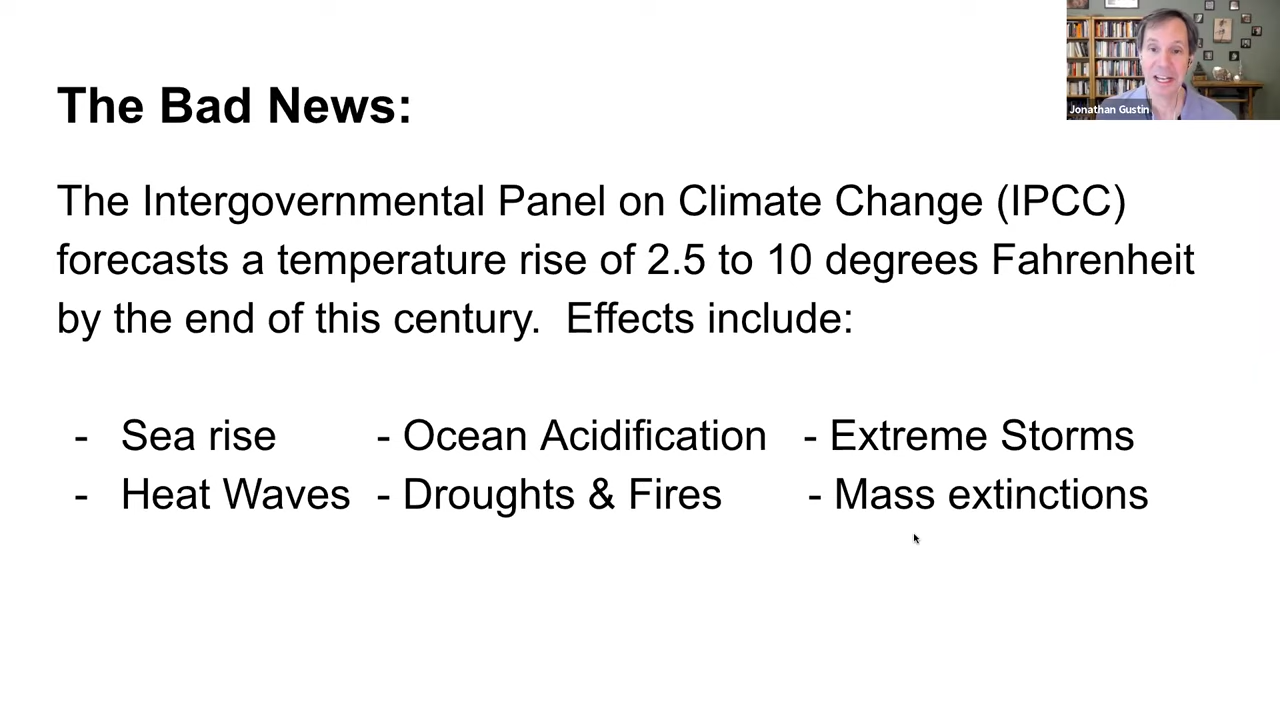 Jonathan Gustin
The Bad News:
The Intergovernmental Panel on Climate Change (IPCC)
forecasts a temperature rise of 2.5 to 10 degrees Fahrenheit
by the end of this century.  Effects include:
- Sea rise - Ocean Acidification - Extreme Storms
- Heat Waves - Droughts & Fires - Mass extinctions